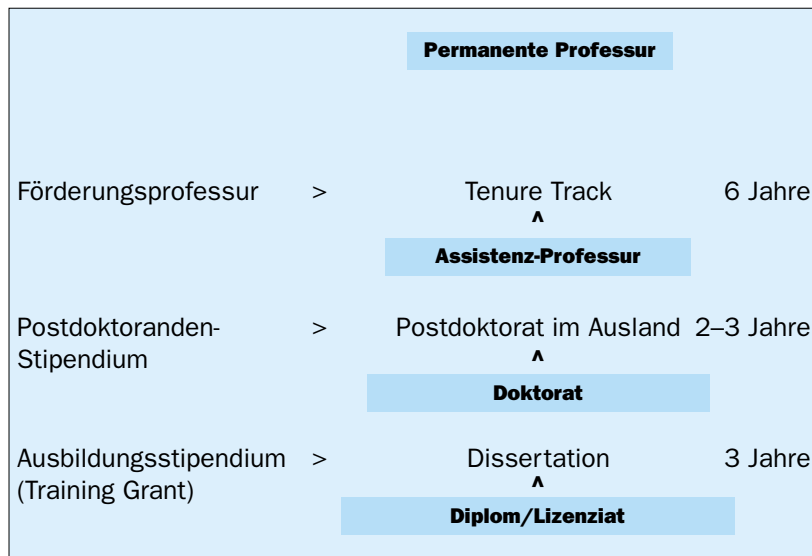 Permanente Professur
Förderungsprofessur > Tenure Track 6 Jahre
^
Assistenz-Professur
Postdoktoranden- > Postdoktorat im Ausland 2–3 Jahre
Stipendium ^
Doktorat
Ausbildungsstipendium > Dissertation 3 Jahre
(Training Grant) ^
Diplom/Lizenziat